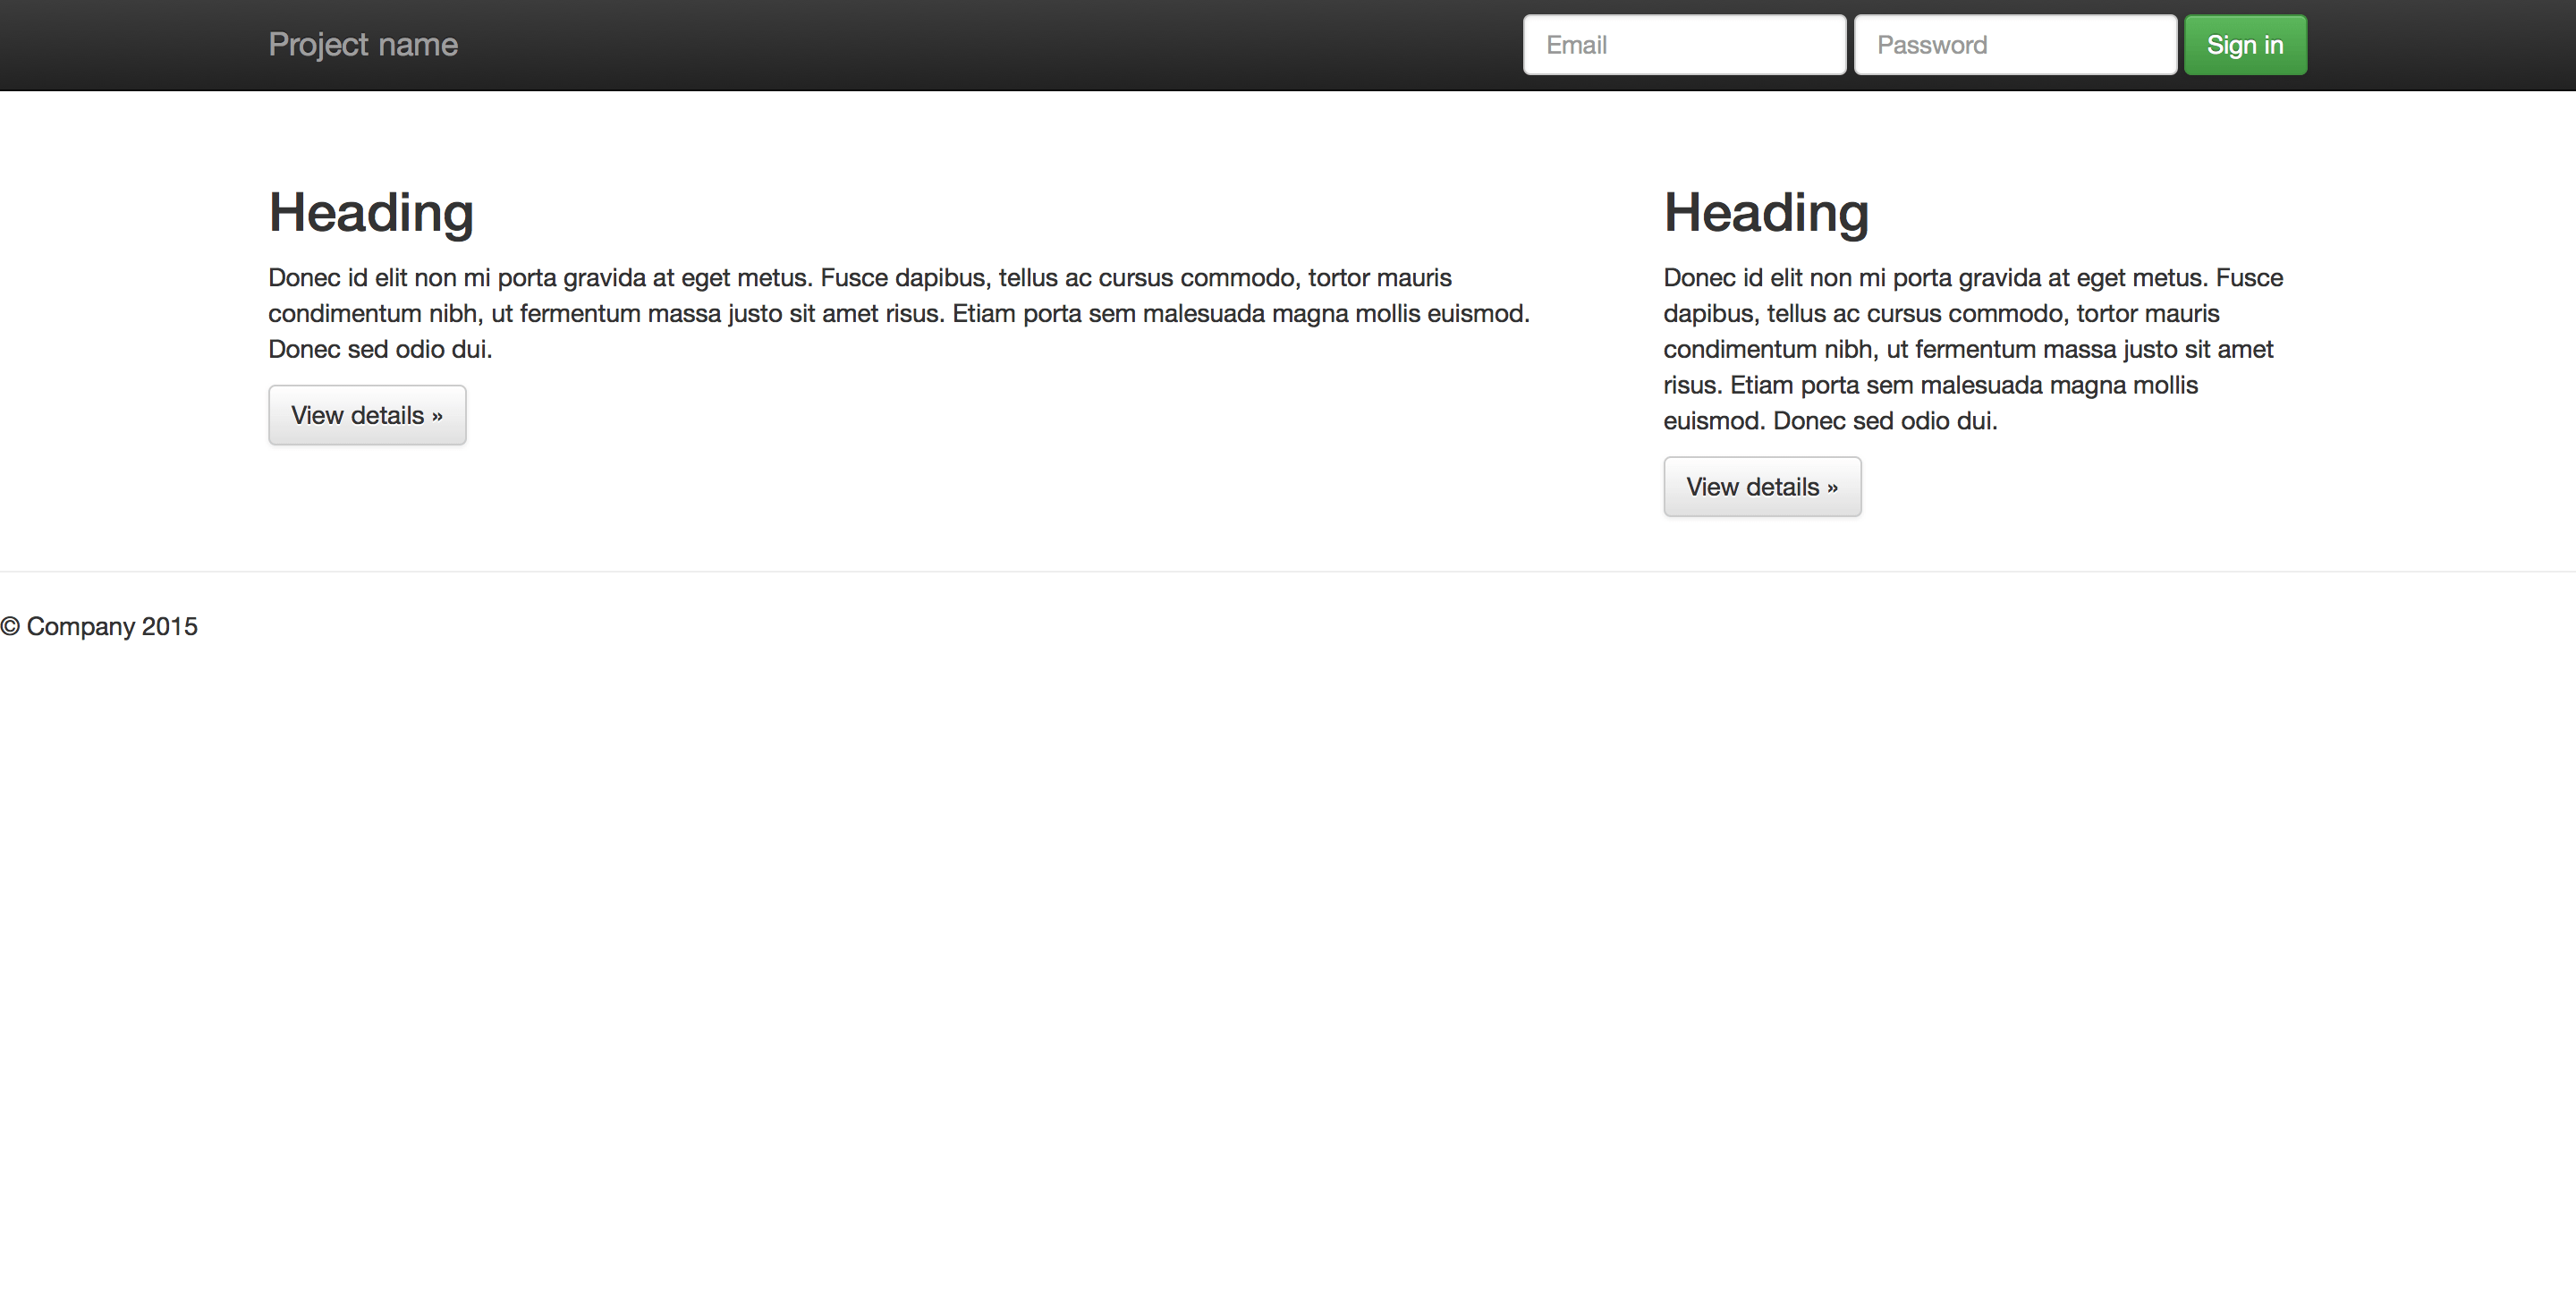 Project name
Email
Password
Sign in
Heading
Donec id elit non mi porta gravida at eget metus. Fusce dapibus, tellus ac cursus commodo, tortor mauris
condimentum nibh, ut fermentum massa justo sit amet risus. Etiam porta sem malesuada magna mollis euismod.
Donec sed odio dui.
View details »
Heading
Donec id elit non mi porta gravida at eget metus. Fusce
dapibus, tellus ac cursus commodo, tortor mauris
condimentum nibh, ut fermentum massa justo sit amet
risus. Etiam porta sem malesuada magna mollis
euismod. Donec sed odio dui.
View details »
© Company 2015